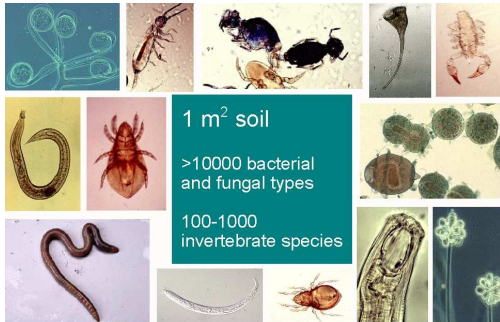 1 m² soil
>10000 bacterial
and fungal types
100-1000
invertebrate species